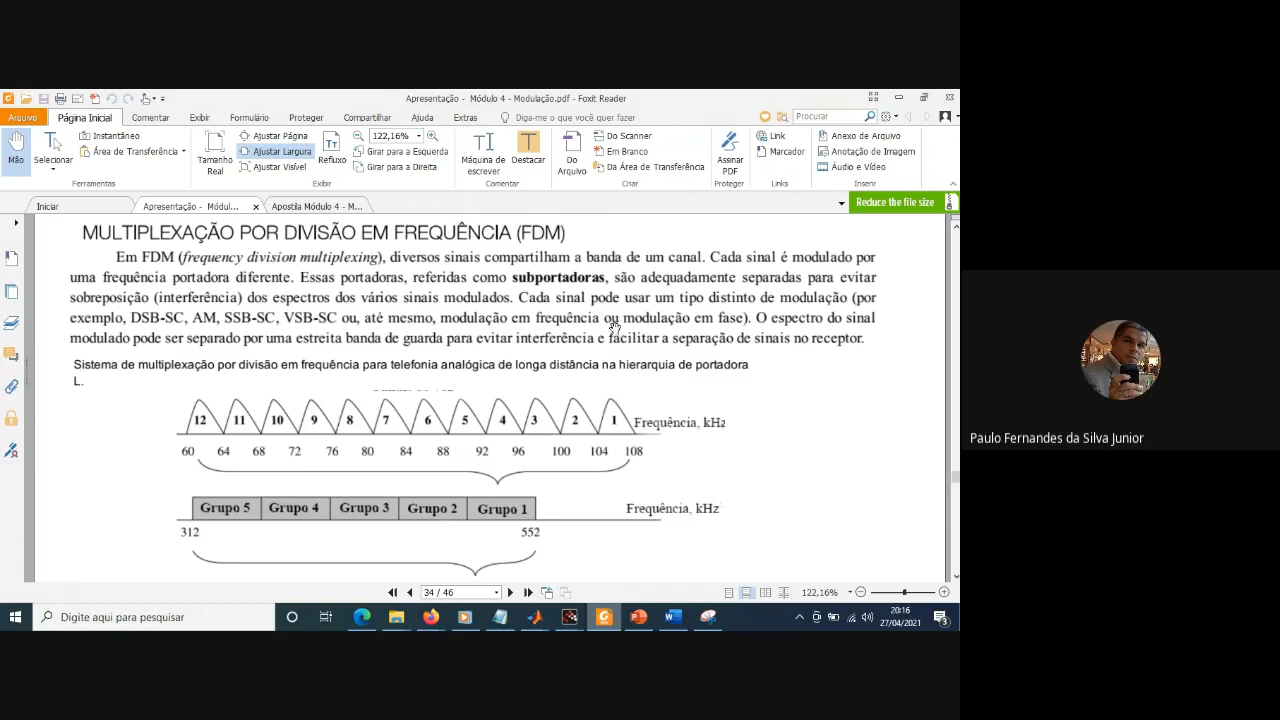 Apresentação - Módulo 4 - Modulação.pdf - Foxit Reader
Arquivo Página Inicial Comentar Exibir Formulário Proteger Compartilhar Ajuda Extras Diga-me o que você quer fazer... Procurar
Mão
Selecionar
Instantâneo
Área de Transferência
Ferramentas
Tamanho Real
Ajustar Página
Ajustar Largura
Ajustar Visível
Refluxo
122,16%
Girar para a Esquerda
Girar para a Direita
Exibir
Máquina de escrever
Destacar
Comentar
Do Arquivo
Do Scanner
Em Branco
Da Área de Transferência
Criar
Assinar PDF
Proteger
Link
Marcador
Links
Anexo de Arquivo
Anotação de Imagem
Áudio e Vídeo
Inserir
Iniciar Apresentação - Módul... Apostila Módulo 4 - M... Reduce the file size
MULTIPLEXAÇÃO POR DIVISÃO EM FREQUÊNCIA (FDM)
Em FDM (frequency division multiplexing), diversos sinais compartilham a banda de um canal. Cada sinal é modulado por
uma frequência portadora diferente. Essas portadoras, referidas como subportadoras, são adequadamente separadas para evitar
sobreposição (interferência) dos espectros dos vários sinais modulados. Cada sinal pode usar um tipo distinto de modulação (por
exemplo, DSB-SC, AM, SSB-SC, VSB-SC ou, até mesmo, modulação em frequência ou modulação em fase). O espectro do sinal
modulado pode ser separado por uma estreita banda de guarda para evitar interferência e facilitar a separação de sinais no receptor.
Sistema de multiplexação por divisão em frequência para telefonia analógica de longa distância na hierarquia de portadora
L.
12 11 10 9 8 7 6 5 4 3 2 1 Frequência, kHz
60 64 68 72 76 80 84 88 92 96 100 104 108
Grupo 5 Grupo 4 Grupo 3 Grupo 2 Grupo 1 Frequência, kHz
312 552
34 / 46
122,16%
Digite aqui para pesquisar
20:16
27/04/2021
3
Paulo Fernandes da Silva Junior